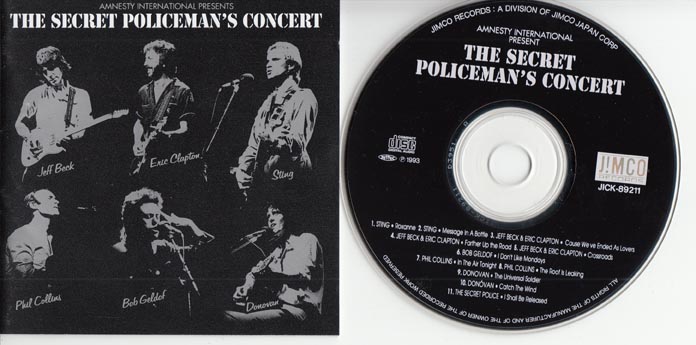 AMNESTY INTERNATIONAL PRESENTS
THE SECRET POLICEMAN'S CONCERT
Jeff Beck
Eric Clapton
Sting
Phil Collins
Bob Geldof
Donovan
JIMCO RECORDS : A DIVISION OF JIMCO JAPAN CORP
AMNESTY INTERNATIONAL
PRESENT
THE SECRET
POLICEMAN'S CONCERT
COMPACT
disc
DIGITAL AUDIO
℗ 1993
J!MCO
RECORDS
JICK-89211
1. STING • Roxanne 2. STING • Message In A Bottle 3. JEFF BECK & ERIC CLAPTON • Cause We've Ended As Lovers
4. JEFF BECK & ERIC CLAPTON • Farther Up the Road 5. JEFF BECK & ERIC CLAPTON • Crossroads
6. BOB GELDOF • I Don't Like Mondays
7. PHIL COLLINS • In The Air Tonight 8. PHIL COLLINS • The Roof Is Leaking
9. DONOVAN • The Universal Soldier
10. DONOVAN • Catch The Wind
11. THE SECRET POLICE • I Shall Be Released
ALL RIGHTS OF THE MANUFACTURER AND OF THE OWNER OF THE RECORDED WORK RESERVED